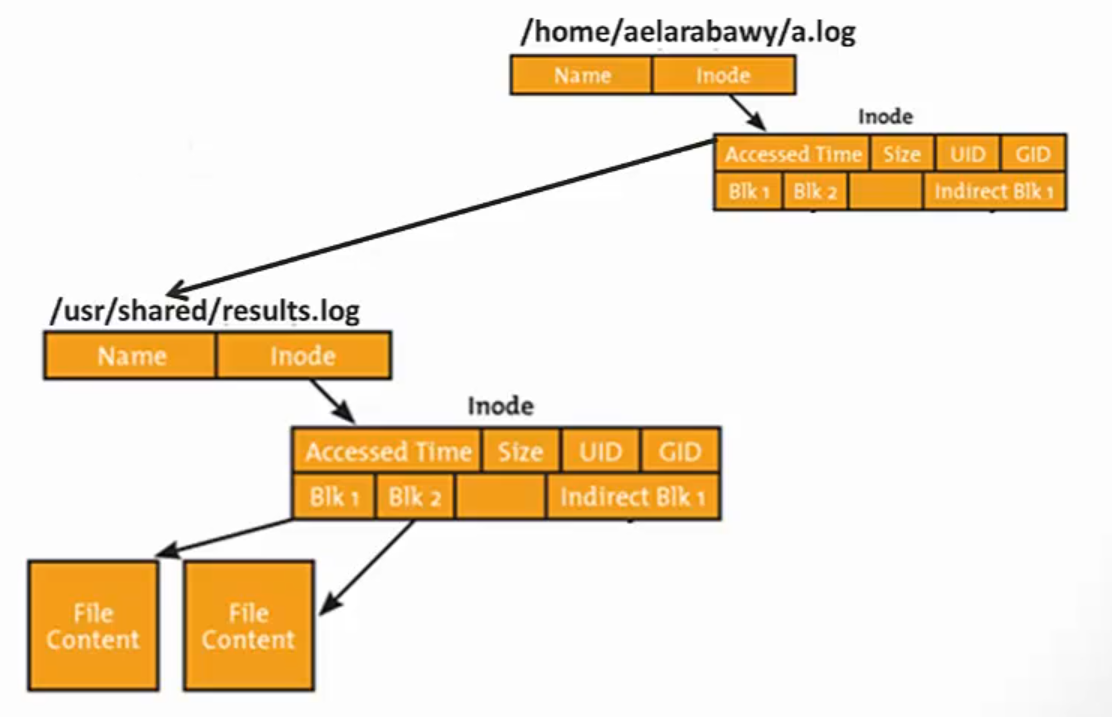 /home/aelarabawy/a.log
Name Inode
Inode
Accessed Time Size UID GID
Blk 1 Blk 2 Indirect Blk 1
/usr/shared/results.log
Name Inode
Inode
Accessed Time Size UID GID
Blk 1 Blk 2 Indirect Blk 1
File
Content
File
Content